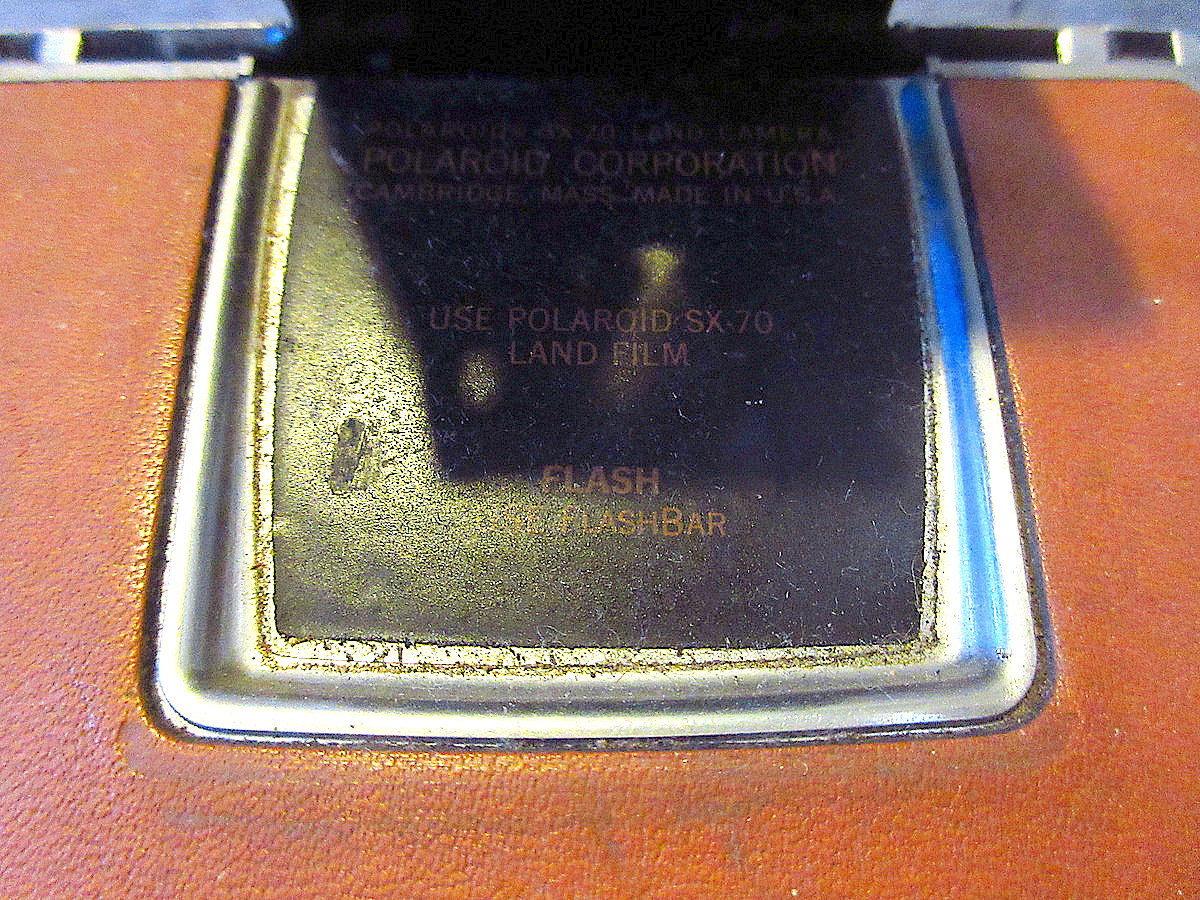 POLAROID® SX-70 LAND CAMERA
POLAROID CORPORATION
CAMBRIDGE, MASS. MADE IN U.S.A.
USE POLAROID SX-70
LAND FILM
FLASH
FLASHBAR